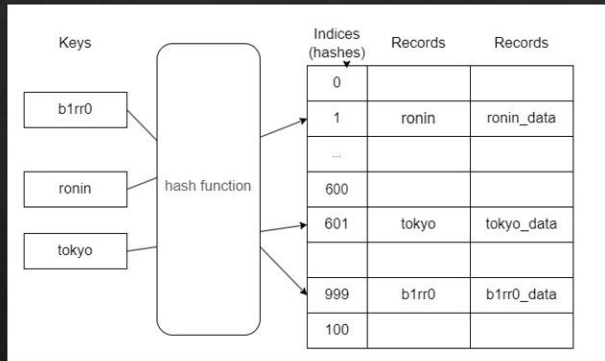 Keys
Indices
(hashes)
Records
Records
b1rr0
ronin
tokyo
hash function
0
1 ronin ronin_data
...
600
601 tokyo tokyo_data
999 b1rr0 b1rr0_data
100